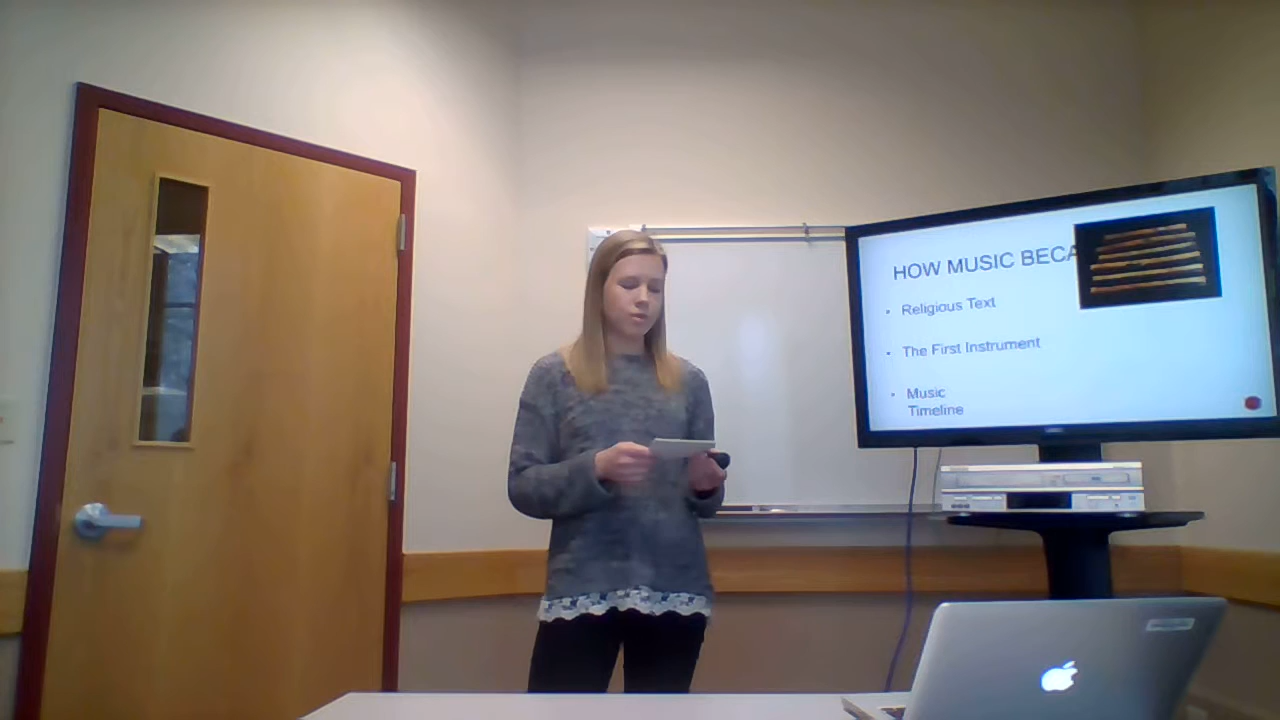 HOW MUSIC BECA
Religious Text
The First Instrument
Music
Timeline